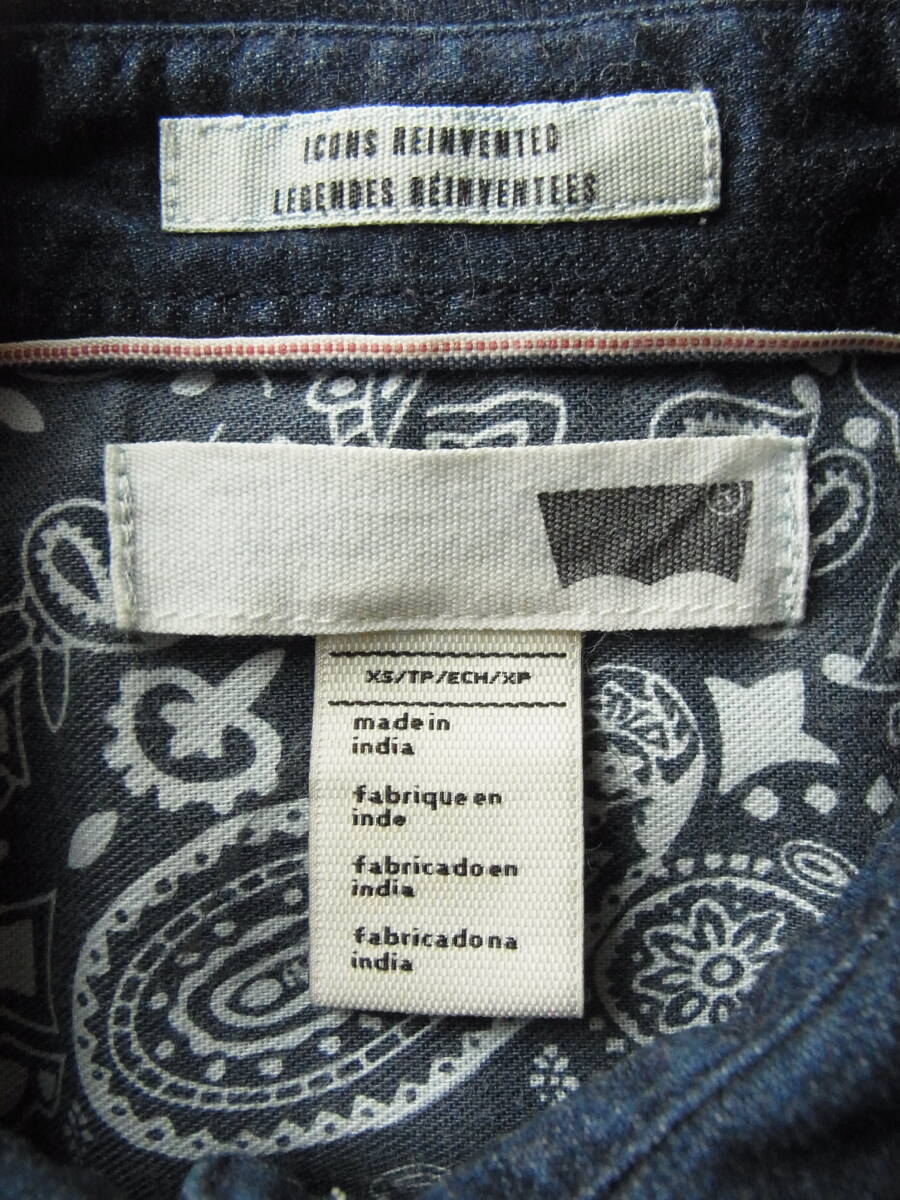 ICONS REINVENTED
LEGENDES RÉINVENTEES
®
XS/TP/ECH/XP
made in
india
fabrique en
inde
fabricado en
india
fabricado na
india